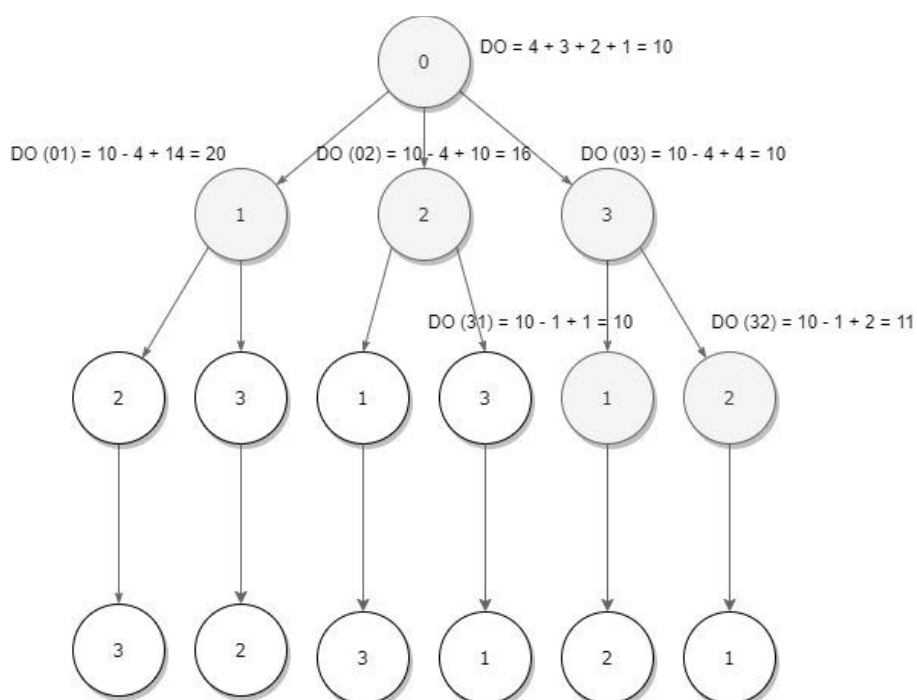 0
DO = 4 + 3 + 2 + 1 = 10
DO (01) = 10 - 4 + 14 = 20
DO (02) = 10 - 4 + 10 = 16
DO (03) = 10 - 4 + 4 = 10
1
2
3
DO (31) = 10 - 1 + 1 = 10
DO (32) = 10 - 1 + 2 = 11
2
3
1
3
1
2
3
2
3
1
2
1